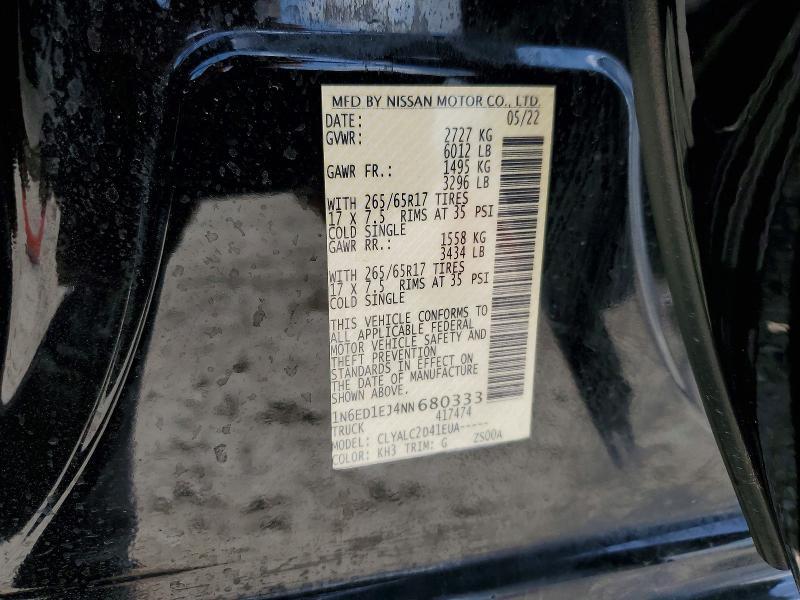 MFD BY NISSAN MOTOR CO., LTD.
DATE: 05/22
GVWR: 2727 KG
6012 LB
GAWR FR.: 1495 KG
3296 LB
WITH 265/65R17 TIRES
17 X 7.5 RIMS AT 35 PSI
COLD SINGLE
GAWR RR.: 1558 KG
3434 LB
WITH 265/65R17 TIRES
17 X 7.5 RIMS AT 35 PSI
COLD SINGLE
THIS VEHICLE CONFORMS TO
ALL APPLICABLE FEDERAL
MOTOR VEHICLE SAFETY AND
THEFT PREVENTION
STANDARDS IN EFFECT ON
THE DATE OF MANUFACTURE
SHOWN ABOVE.
1N6ED1EJ4NN680333
TRUCK 417474
MODEL: CLYALC2D41EUA-----
COLOR: KH3 TRIM: G ZS00A